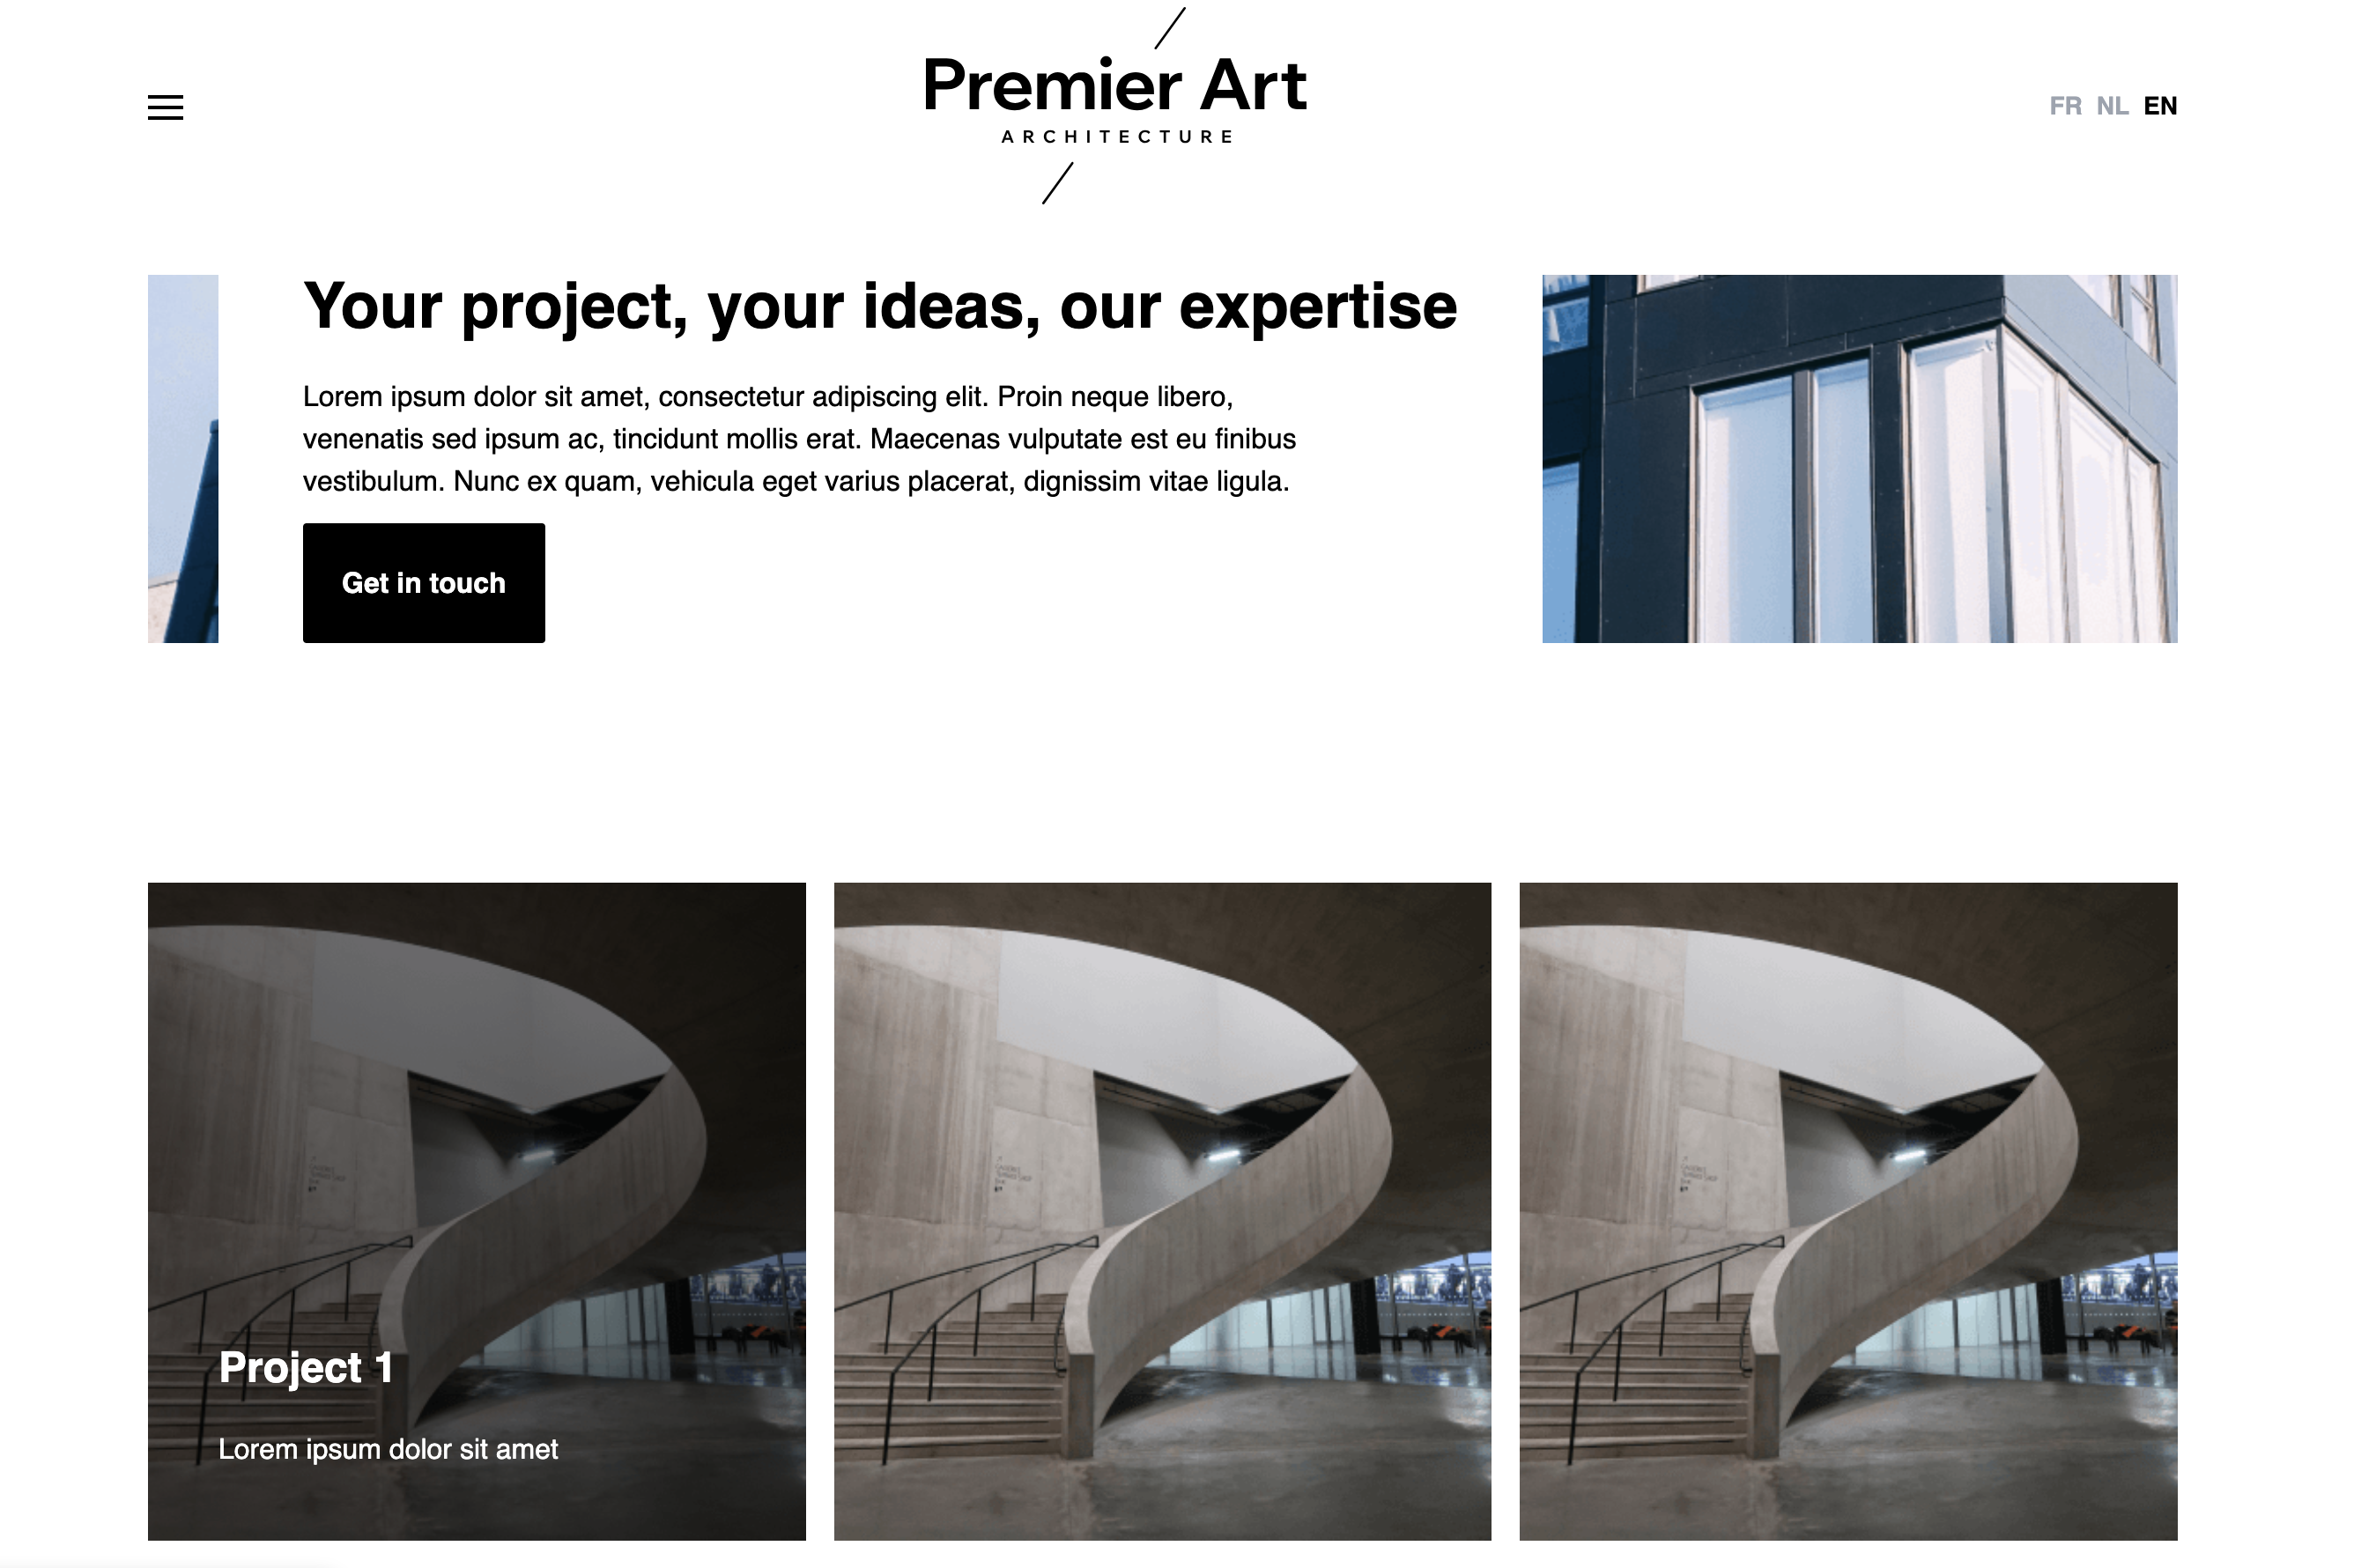 Premier Art
ARCHITECTURE
FR NL EN
Your project, your ideas, our expertise
Lorem ipsum dolor sit amet, consectetur adipiscing elit. Proin neque libero,
venenatis sed ipsum ac, tincidunt mollis erat. Maecenas vulputate est eu finibus
vestibulum. Nunc ex quam, vehicula eget varius placerat, dignissim vitae ligula.
Get in touch
Project 1
Lorem ipsum dolor sit amet